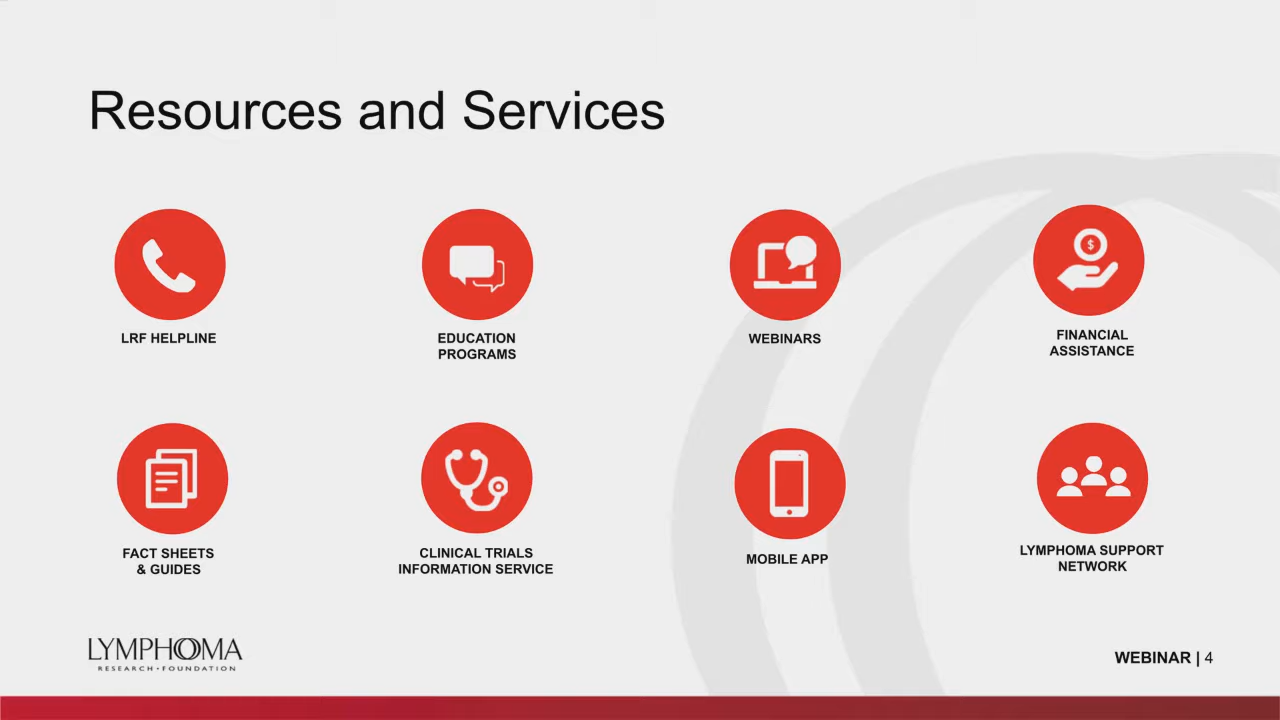 Resources and Services
LRF HELPLINE
EDUCATION
PROGRAMS
WEBINARS
$
FINANCIAL
ASSISTANCE
FACT SHEETS
& GUIDES
CLINICAL TRIALS
INFORMATION SERVICE
MOBILE APP
LYMPHOMA SUPPORT
NETWORK
LYMPHOMA
RESEARCH • FOUNDATION
WEBINAR | 4